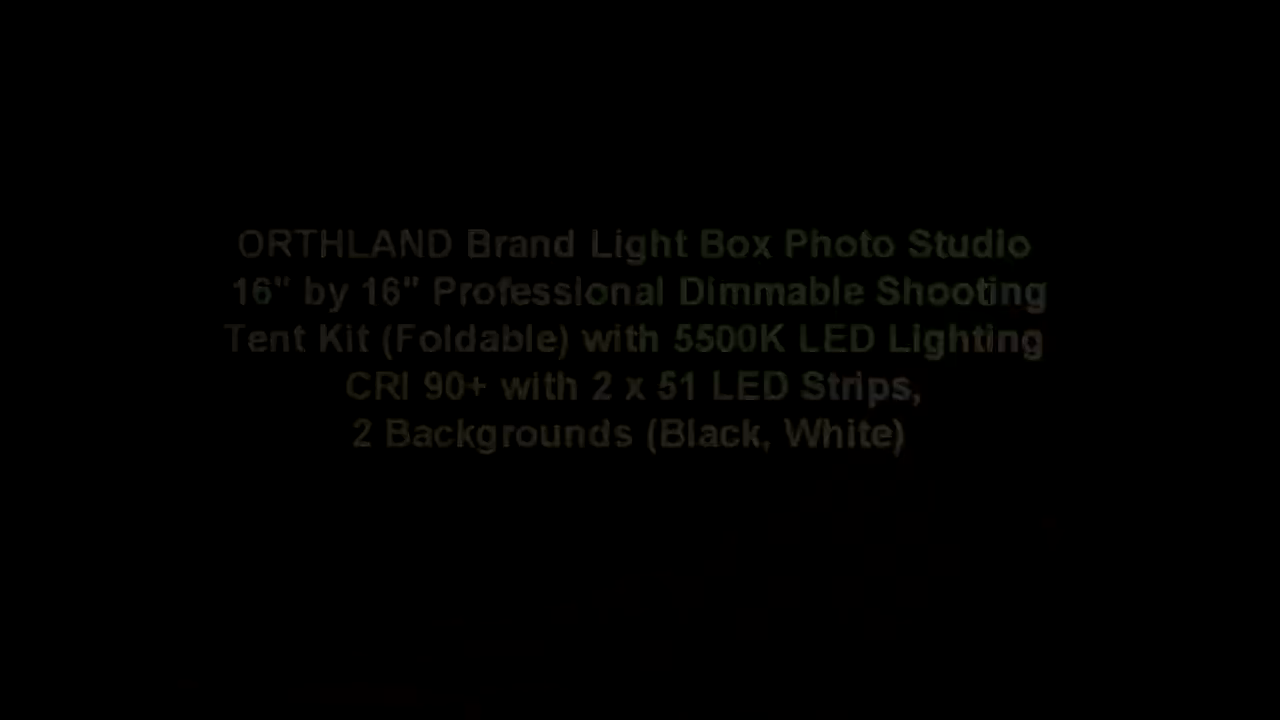 ORTHLAND Brand Light Box Photo Studio
16" by 16" Professional Dimmable Shooting
Tent Kit (Foldable) with 5500K LED Lighting
CRI 90+ with 2 x 51 LED Strips,
2 Backgrounds (Black, White)